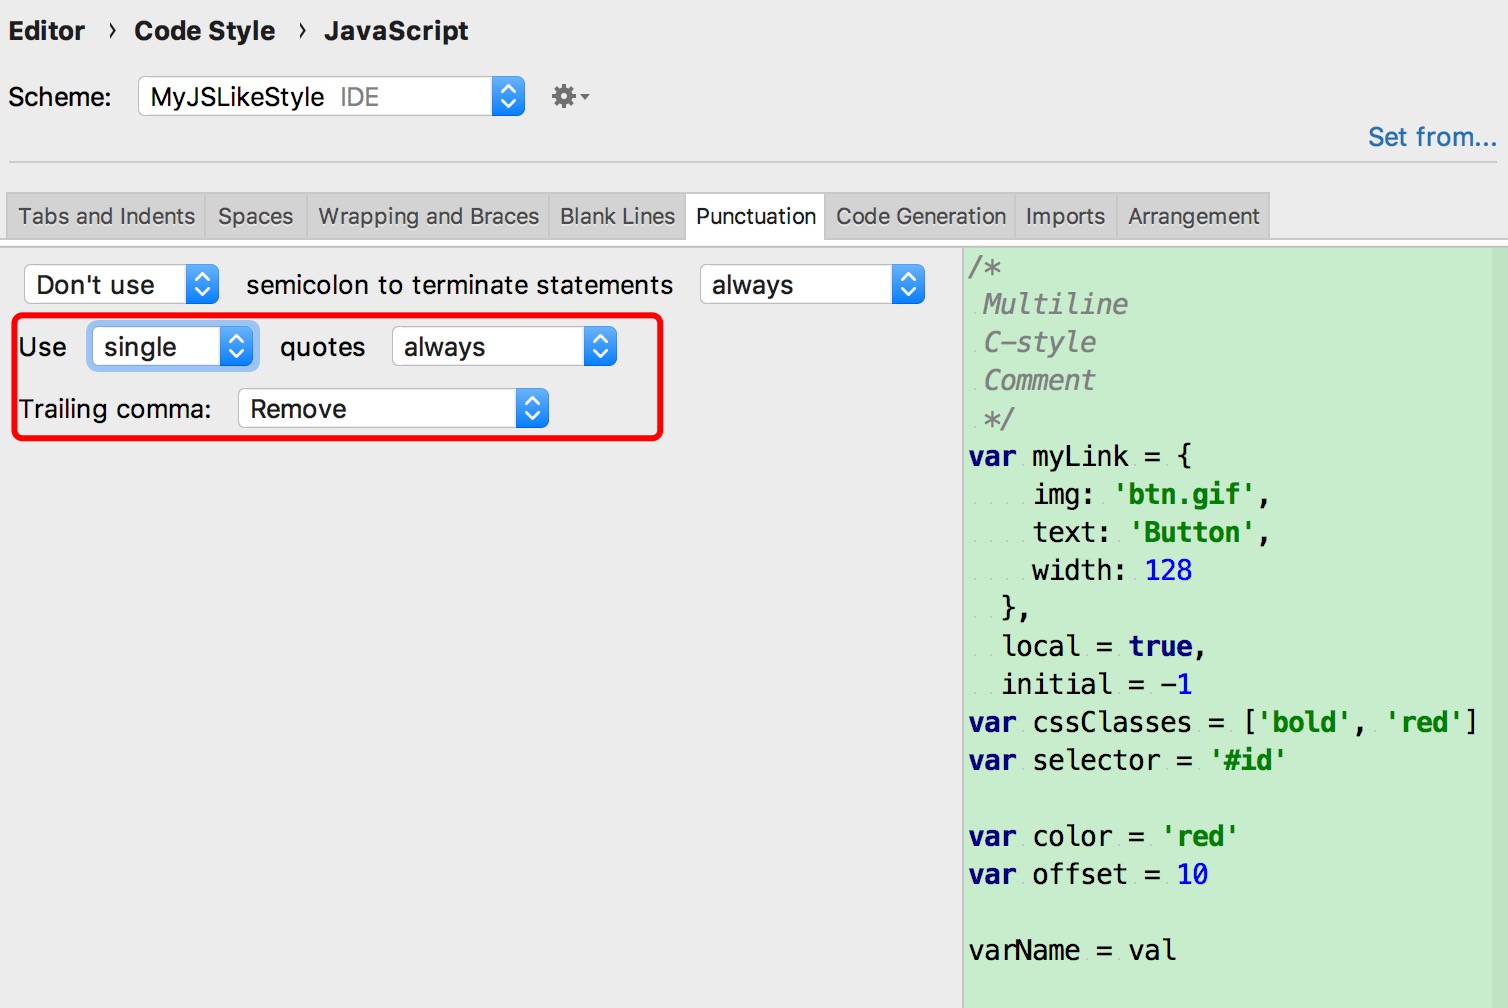 Editor › Code Style › JavaScript
Scheme: MyJSLikeStyle IDE
Set from...
Tabs and Indents Spaces Wrapping and Braces Blank Lines Punctuation Code Generation Imports Arrangement
Don't use semicolon to terminate statements always
Use single quotes always
Trailing comma: Remove
/*
Multiline
C-style
Comment
*/
var myLink = {
img: 'btn.gif',
text: 'Button',
width: 128
},
local = true,
initial = -1
var cssClasses = ['bold', 'red']
var selector = '#id'
var color = 'red'
var offset = 10
varName = val